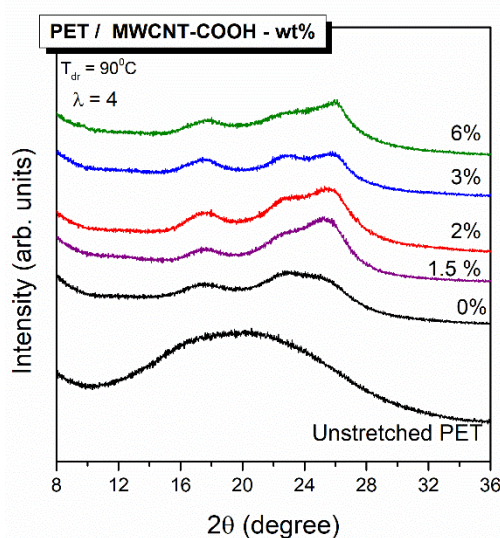 PET / MWCNT-COOH - wt%
T_dr = 90⁰C
λ = 4
6%
3%
2%
1.5 %
0%
Unstretched PET
Intensity (arb. units)
8 12 16 20 24 28 32 36
2θ (degree)